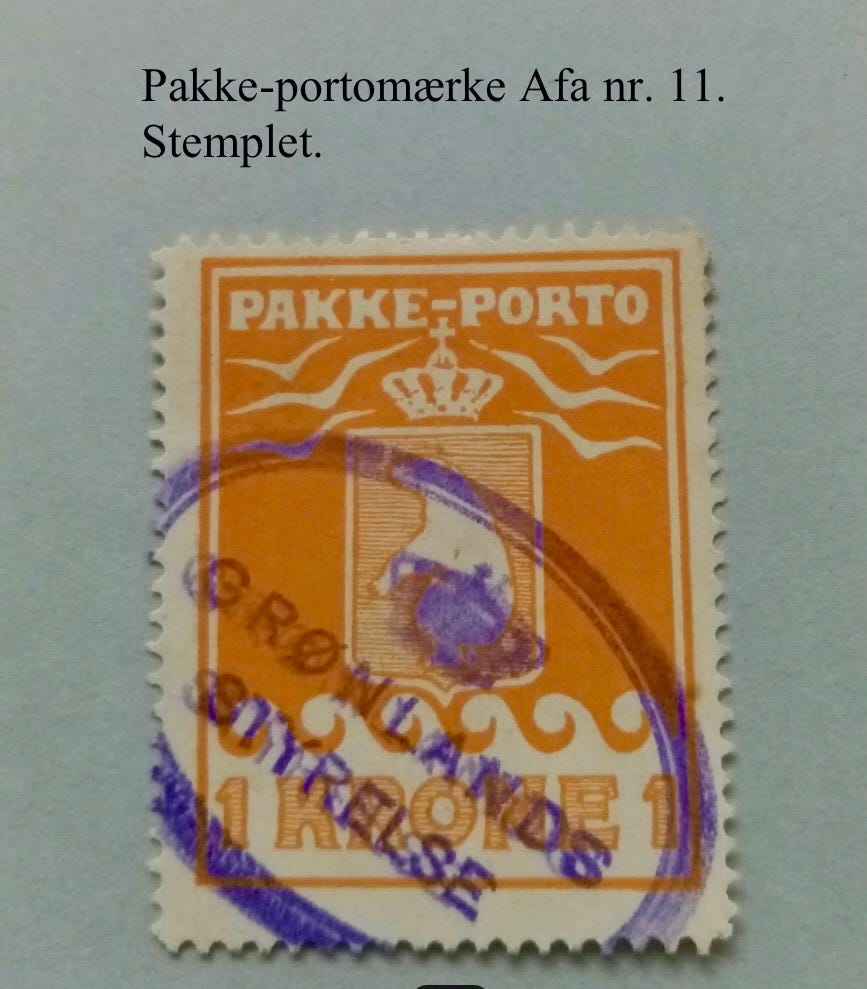 Pakke-portomærke Afa nr. 11.
Stemplet.
PAKKE-PORTO
GRØNLANDS
STYRELSE
1 KRONE 1